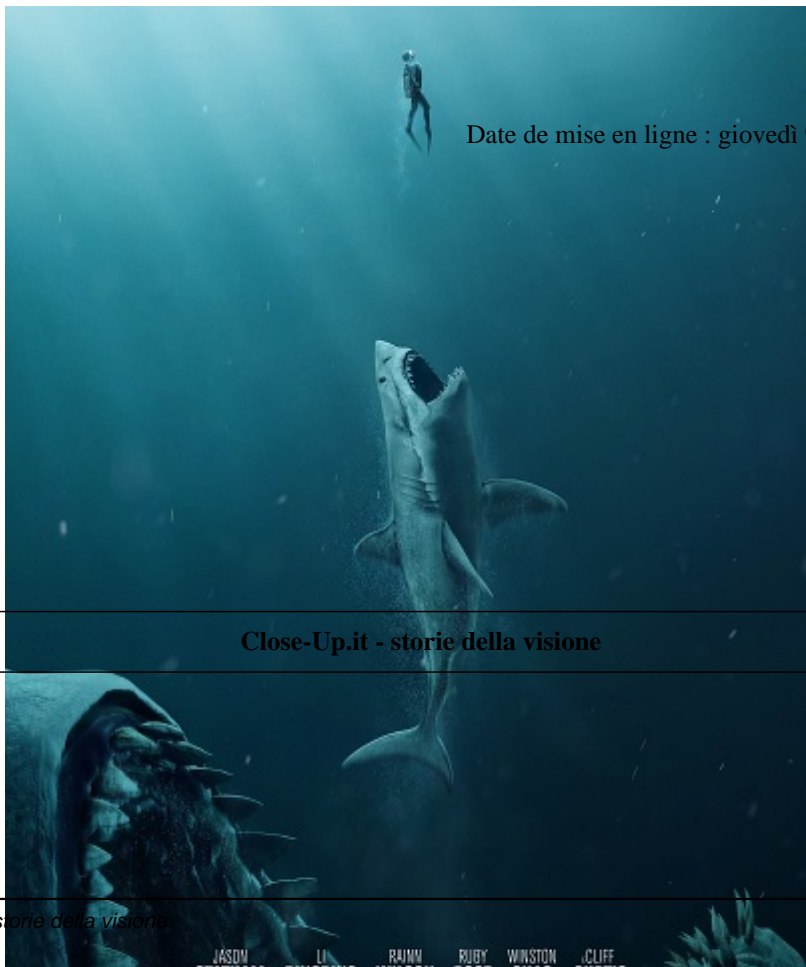 Date de mise en ligne : giovedì
Close-Up.it - storie della visione
storie della visione
JASON LI RAINN RUBY WINSTON CLIFF